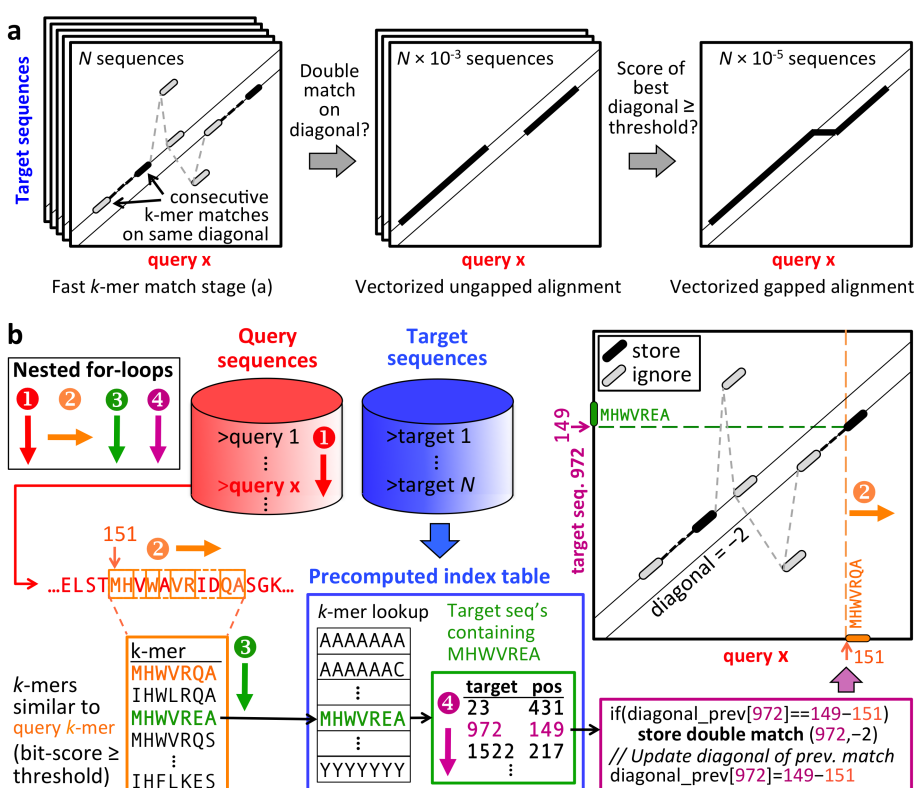 a
Target sequences
N sequences
consecutive
k-mer matches
on same diagonal
query x
Fast k-mer match stage (a)
Double
match
on
diagonal?
N × 10-3 sequences
query x
Vectorized ungapped alignment
Score of
best
diagonal ≥
threshold?
N × 10-5 sequences
query x
Vectorized gapped alignment
b
Nested for-loops
1 2 3 4
Query
sequences
>query 1
⋮
>query x
⋮
1
Target
sequences
>target 1
⋮
>target N
151
2
…ELSTMHVWAVRIDQASGK…
k-mers
similar to
query k-mer
(bit-score ≥
threshold)
k-mer
MHWVRQA
IHWLRQA
MHWVREA
MHWVRQS
⋮
IHFLKES
3
Precomputed index table
k-mer lookup
AAAAAAA
AAAAAAC
⋮
MHWVREA
⋮
YYYYYYY
Target seq's
containing
MHWVREA
target pos
23 431
972 149
1522 217
⋮
4
store
ignore
MHWVREA
149
target seq. 972
diagonal = −2
2
MHWVRQA
query x
151
if(diagonal_prev[972]==149−151)
store double match (972,−2)
// Update diagonal of prev. match
diagonal_prev[972]=149−151